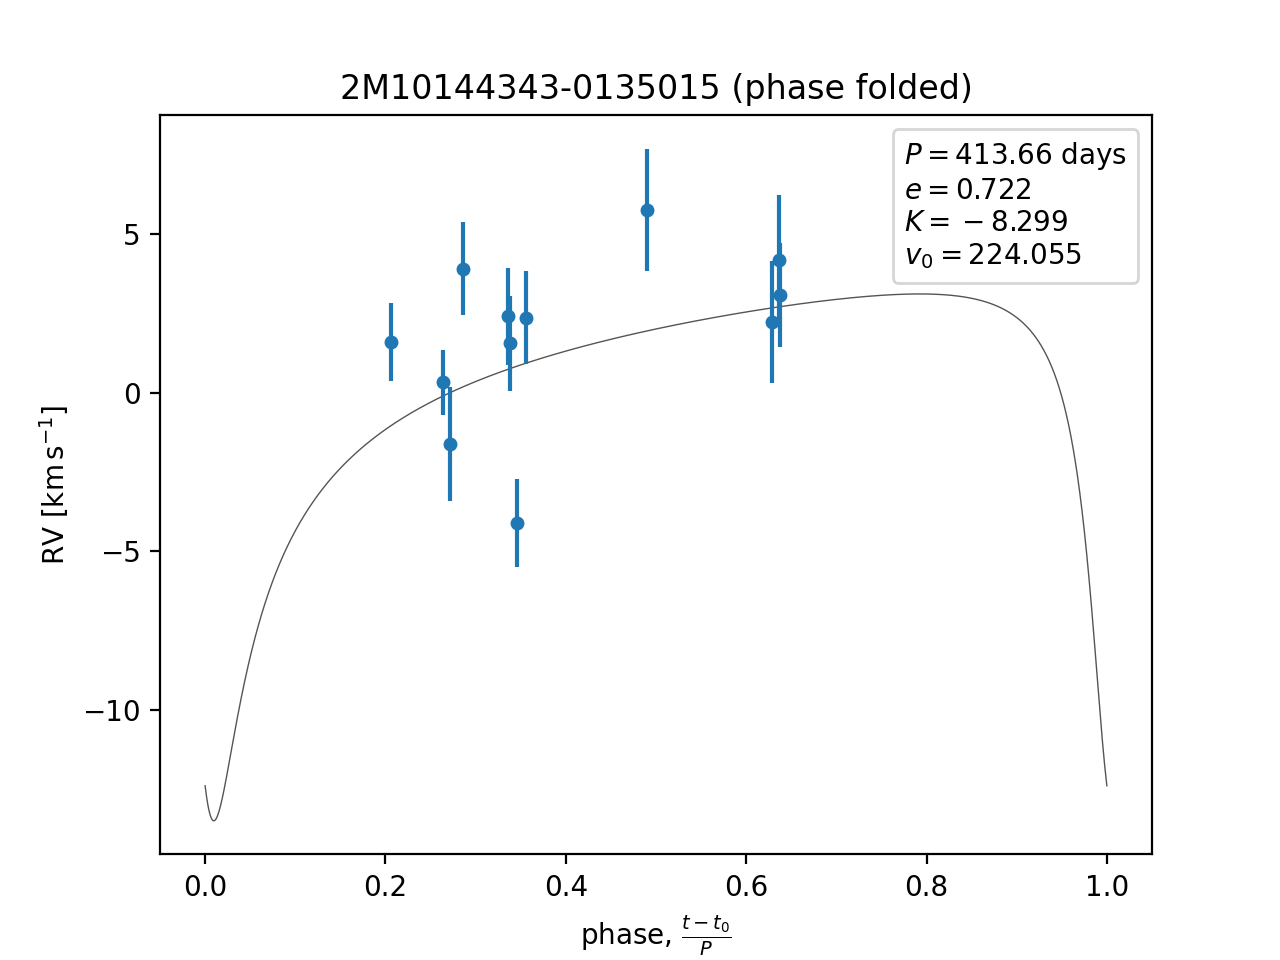 2M10144343-0135015 (phase folded)
P = 413.66 days
e = 0.722
K = −8.299
v₀ = 224.055
RV [km s⁻¹]
5
0
−5
−10
0.0 0.2 0.4 0.6 0.8 1.0
phase, (t − t₀)/P